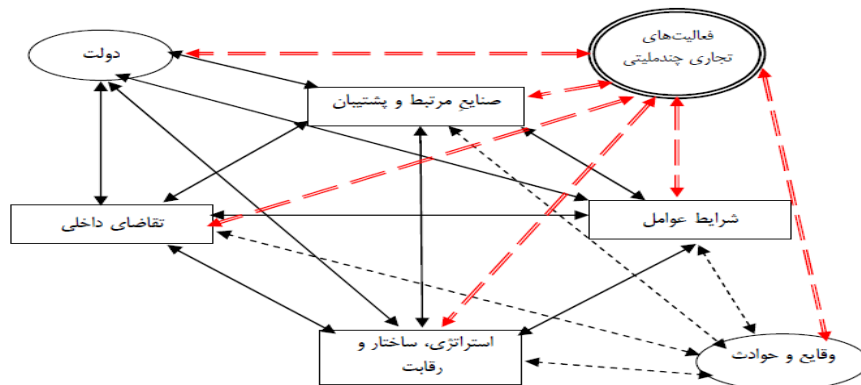 فعالیت‌های
تجاری چندملیتی
دولت
صنایعِ مرتبط و پشتیبان
تقاضای داخلی
شرایط عوامل
استراتژی، ساختار و
رقابت
وقایع و حوادث